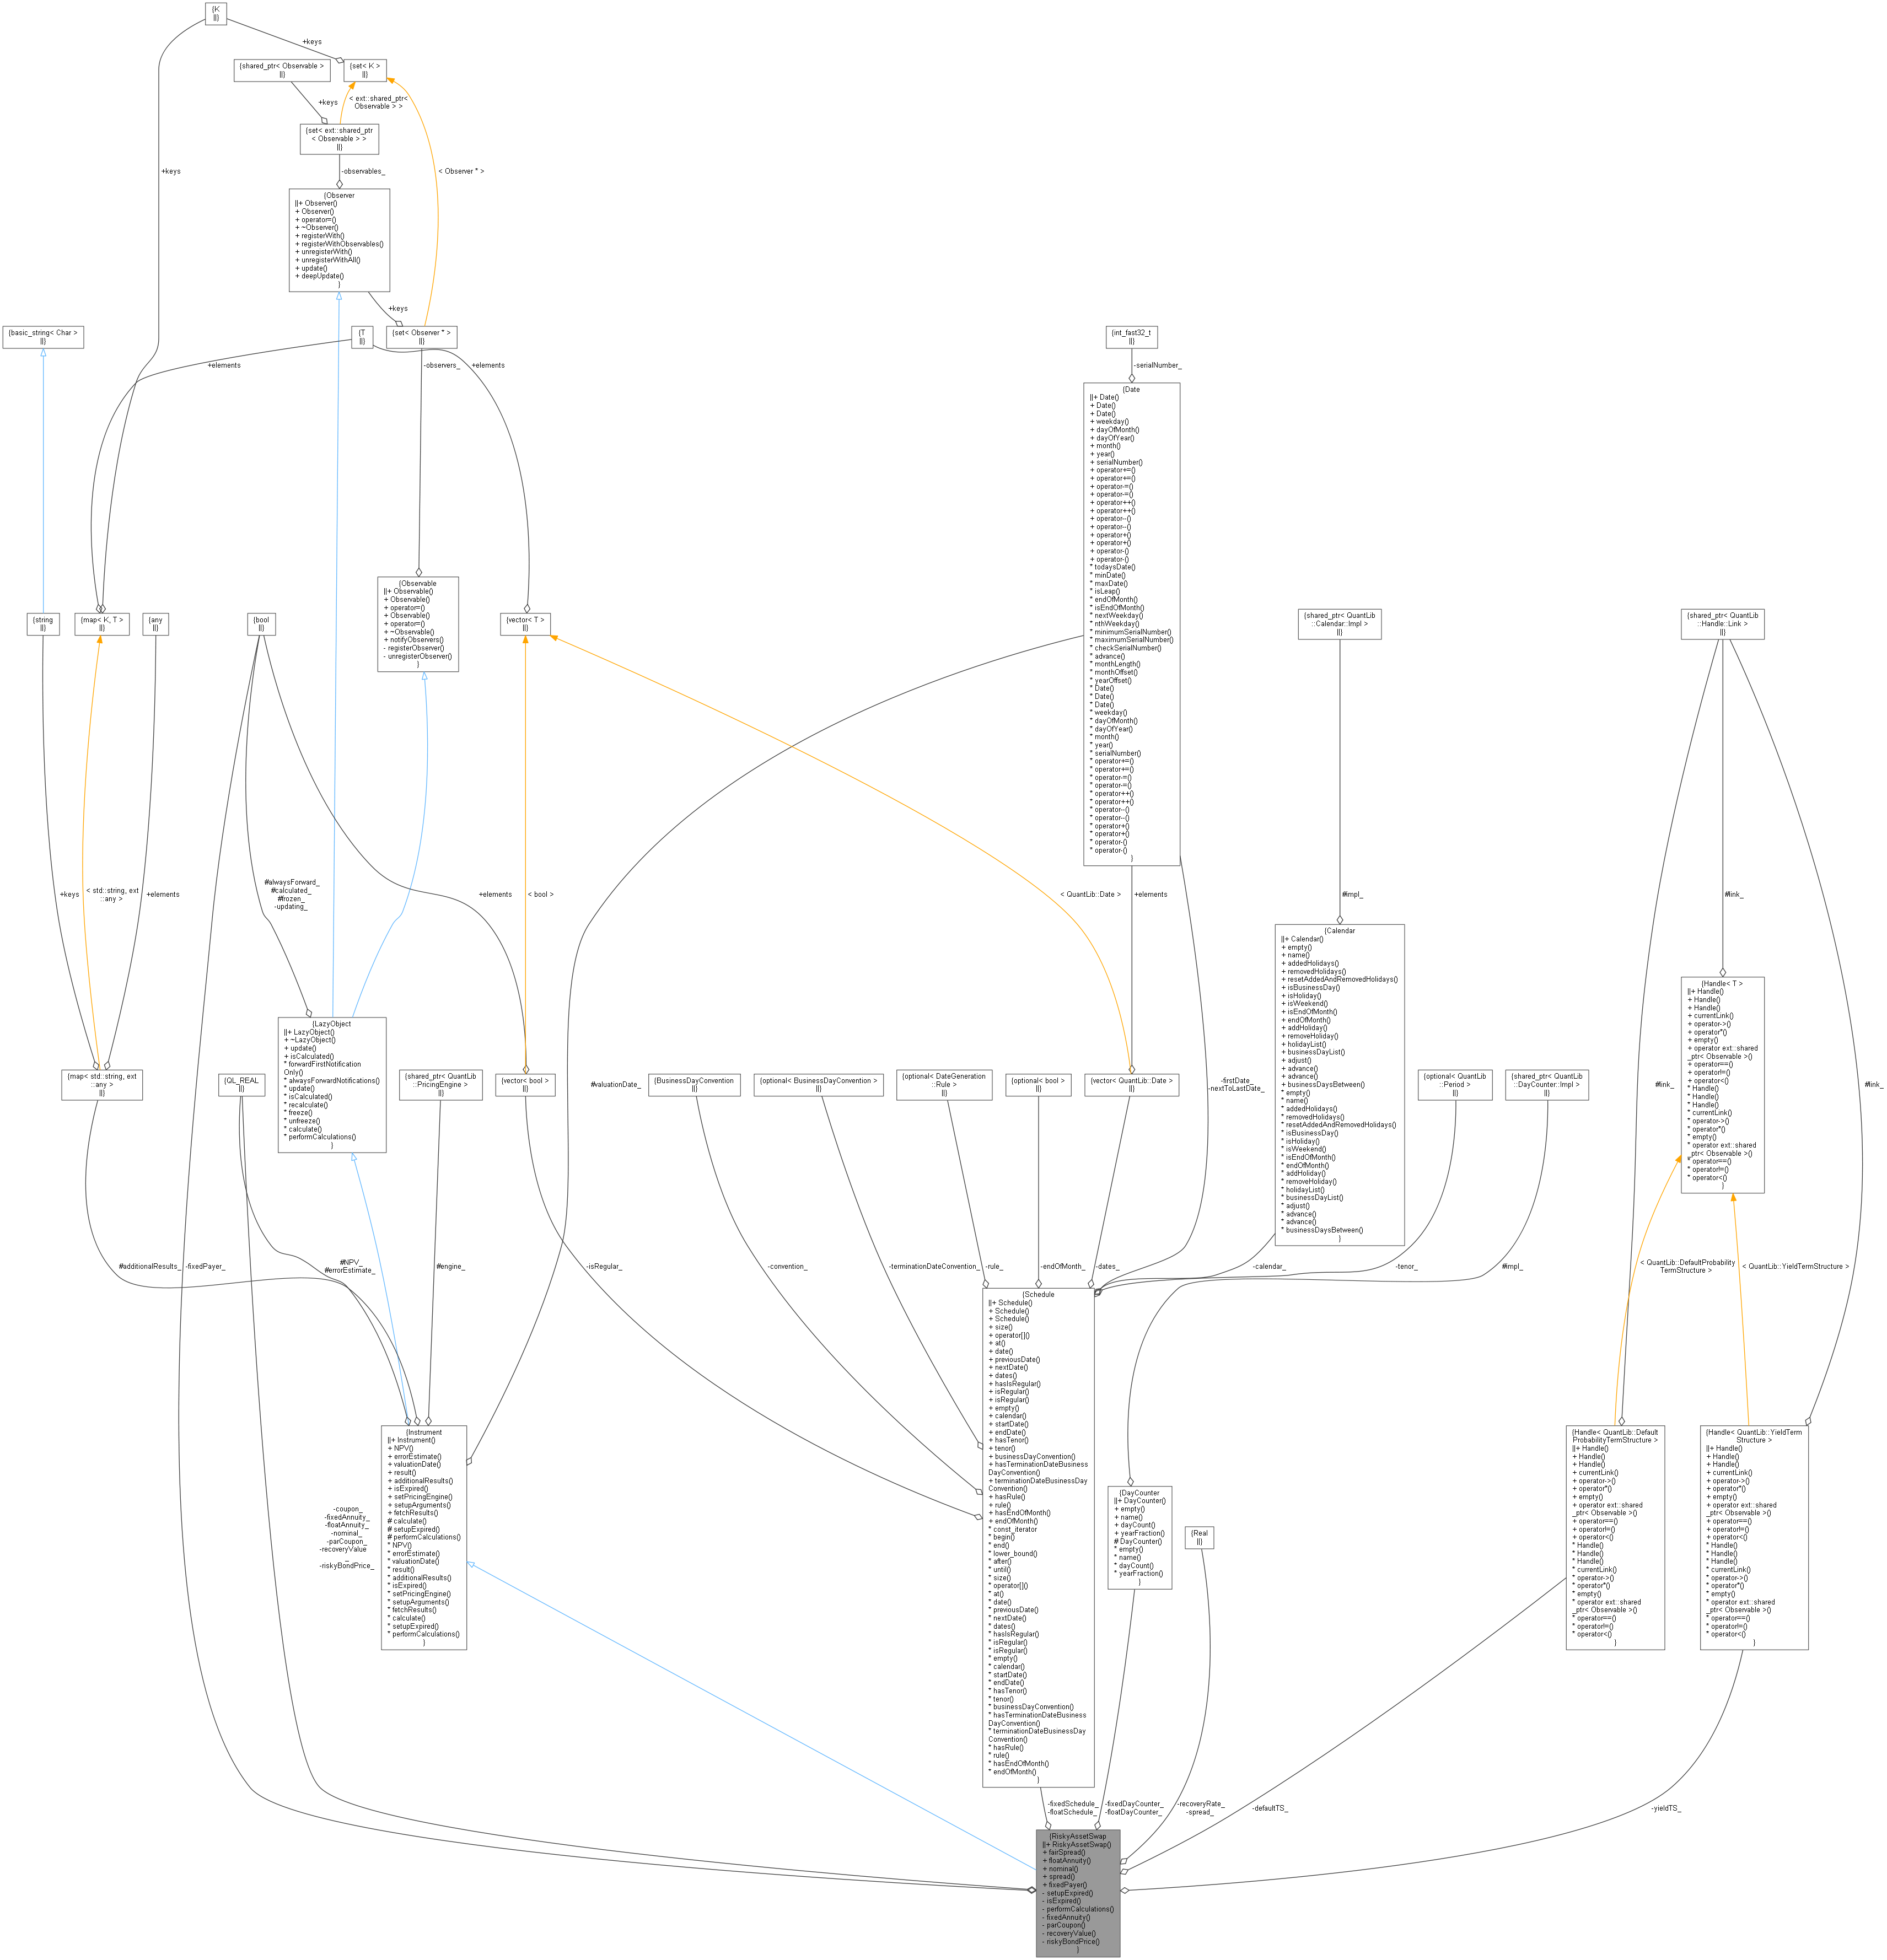 {K
||}
+keys
{shared_ptr< Observable >
||}
{set< K >
||}
+keys
< ext::shared_ptr<
Observable > >
{set< ext::shared_ptr
< Observable > >
||}
+keys
-observables_
< Observer * >
{Observer
||+ Observer()
+ Observer()
+ operator=()
+ ~Observer()
+ registerWith()
+ registerWithObservables()
+ unregisterWith()
+ unregisterWithAll()
+ update()
+ deepUpdate()
}
+keys
{basic_string< Char >
||}
{T
||}
{set< Observer * >
||}
{int_fast32_t
||}
+elements
-observers_
+elements
-serialNumber_
{Date
||+ Date()
+ Date()
+ Date()
+ weekday()
+ dayOfMonth()
+ dayOfYear()
+ month()
+ year()
+ serialNumber()
+ operator+=()
+ operator+=()
+ operator-=()
+ operator-=()
+ operator++()
+ operator++()
+ operator--()
+ operator--()
+ operator+()
+ operator+()
+ operator-()
+ operator-()
* todaysDate()
* minDate()
* maxDate()
* isLeap()
* endOfMonth()
* isEndOfMonth()
* nextWeekday()
* nthWeekday()
* minimumSerialNumber()
* maximumSerialNumber()
* checkSerialNumber()
* advance()
* monthLength()
* monthOffset()
* yearOffset()
* Date()
* Date()
* Date()
* weekday()
* dayOfMonth()
* dayOfYear()
* month()
* year()
* serialNumber()
* operator+=()
* operator+=()
* operator-=()
* operator-=()
* operator++()
* operator++()
* operator--()
* operator--()
* operator+()
* operator+()
* operator-()
* operator-()
}
{Observable
||+ Observable()
+ Observable()
+ operator=()
+ Observable()
+ operator=()
+ ~Observable()
+ notifyObservers()
- registerObserver()
- unregisterObserver()
}
{string
||}
{map< K, T >
||}
{any
||}
{bool
||}
{vector< T >
||}
{shared_ptr< QuantLib
::Calendar::Impl >
||}
{shared_ptr< QuantLib
::Handle::Link >
||}
+keys
< std::string, ext
::any >
+elements
#alwaysForward_
#calculated_
#frozen_
-updating_
+elements
< bool >
< QuantLib::Date >
+elements
#impl_
#link_
#link_
#link_
{Calendar
||+ Calendar()
+ empty()
+ name()
+ addedHolidays()
+ removedHolidays()
+ resetAddedAndRemovedHolidays()
+ isBusinessDay()
+ isHoliday()
+ isWeekend()
+ isEndOfMonth()
+ endOfMonth()
+ addHoliday()
+ removeHoliday()
+ holidayList()
+ businessDayList()
+ adjust()
+ advance()
+ advance()
+ businessDaysBetween()
* empty()
* name()
* addedHolidays()
* removedHolidays()
* resetAddedAndRemovedHolidays()
* isBusinessDay()
* isHoliday()
* isWeekend()
* isEndOfMonth()
* endOfMonth()
* addHoliday()
* removeHoliday()
* holidayList()
* businessDayList()
* adjust()
* advance()
* advance()
* businessDaysBetween()
}
{Handle< T >
||+ Handle()
+ Handle()
+ Handle()
+ currentLink()
+ operator->()
+ operator*()
+ empty()
+ operator ext::shared
_ptr< Observable >()
+ operator==()
+ operator!=()
+ operator<()
* Handle()
* Handle()
* Handle()
* currentLink()
* operator->()
* operator*()
* empty()
* operator ext::shared
_ptr< Observable >()
* operator==()
* operator!=()
* operator<()
}
{LazyObject
||+ LazyObject()
+ ~LazyObject()
+ update()
+ isCalculated()
* forwardFirstNotification
Only()
* alwaysForwardNotifications()
* update()
* isCalculated()
* recalculate()
* freeze()
* unfreeze()
* calculate()
* performCalculations()
}
{map< std::string, ext
::any >
||}
{QL_REAL
||}
{shared_ptr< QuantLib
::PricingEngine >
||}
{vector< bool >
||}
#valuationDate_
{BusinessDayConvention
||}
{optional< BusinessDayConvention >
||}
{optional< DateGeneration
::Rule >
||}
{optional< bool >
||}
{vector< QuantLib::Date >
||}
-firstDate_
-nextToLastDate_
{optional< QuantLib
::Period >
||}
{shared_ptr< QuantLib
::DayCounter::Impl >
||}
#additionalResults_
-fixedPayer_
#NPV_
#errorEstimate_
#engine_
-isRegular_
-convention_
-terminationDateConvention_
-rule_
-endOfMonth_
-dates_
-calendar_
-tenor_
#impl_
< QuantLib::DefaultProbability
TermStructure >
< QuantLib::YieldTermStructure >
{Schedule
||+ Schedule()
+ Schedule()
+ Schedule()
+ size()
+ operator[]()
+ at()
+ date()
+ previousDate()
+ nextDate()
+ dates()
+ hasIsRegular()
+ isRegular()
+ isRegular()
+ empty()
+ calendar()
+ startDate()
+ endDate()
+ hasTenor()
+ tenor()
+ businessDayConvention()
+ hasTerminationDateBusiness
DayConvention()
+ terminationDateBusinessDay
Convention()
+ hasRule()
+ rule()
+ hasEndOfMonth()
+ endOfMonth()
* const_iterator
* begin()
* end()
* lower_bound()
* after()
* until()
* size()
* operator[]()
* at()
* date()
* previousDate()
* nextDate()
* dates()
* hasIsRegular()
* isRegular()
* isRegular()
* empty()
* calendar()
* startDate()
* endDate()
* hasTenor()
* tenor()
* businessDayConvention()
* hasTerminationDateBusiness
DayConvention()
* terminationDateBusinessDay
Convention()
* hasRule()
* rule()
* hasEndOfMonth()
* endOfMonth()
}
{Instrument
||+ Instrument()
+ NPV()
+ errorEstimate()
+ valuationDate()
+ result()
+ additionalResults()
+ isExpired()
+ setPricingEngine()
+ setupArguments()
+ fetchResults()
# calculate()
# setupExpired()
# performCalculations()
* NPV()
* errorEstimate()
* valuationDate()
* result()
* additionalResults()
* isExpired()
* setPricingEngine()
* setupArguments()
* fetchResults()
* calculate()
* setupExpired()
* performCalculations()
}
{Handle< QuantLib::Default
ProbabilityTermStructure >
||+ Handle()
+ Handle()
+ Handle()
+ currentLink()
+ operator->()
+ operator*()
+ empty()
+ operator ext::shared
_ptr< Observable >()
+ operator==()
+ operator!=()
+ operator<()
* Handle()
* Handle()
* Handle()
* currentLink()
* operator->()
* operator*()
* empty()
* operator ext::shared
_ptr< Observable >()
* operator==()
* operator!=()
* operator<()
}
{Handle< QuantLib::YieldTerm
Structure >
||+ Handle()
+ Handle()
+ Handle()
+ currentLink()
+ operator->()
+ operator*()
+ empty()
+ operator ext::shared
_ptr< Observable >()
+ operator==()
+ operator!=()
+ operator<()
* Handle()
* Handle()
* Handle()
* currentLink()
* operator->()
* operator*()
* empty()
* operator ext::shared
_ptr< Observable >()
* operator==()
* operator!=()
* operator<()
}
{DayCounter
||+ DayCounter()
+ empty()
+ name()
+ dayCount()
+ yearFraction()
# DayCounter()
* empty()
* name()
* dayCount()
* yearFraction()
}
{Real
||}
-coupon_
-fixedAnnuity_
-floatAnnuity_
-nominal_
-parCoupon_
-recoveryValue
_
-riskyBondPrice_
-fixedSchedule_
-floatSchedule_
-fixedDayCounter_
-floatDayCounter_
-recoveryRate_
-spread_
-defaultTS_
-yieldTS_
{RiskyAssetSwap
||+ RiskyAssetSwap()
+ fairSpread()
+ floatAnnuity()
+ nominal()
+ spread()
+ fixedPayer()
- setupExpired()
- isExpired()
- performCalculations()
- fixedAnnuity()
- parCoupon()
- recoveryValue()
- riskyBondPrice()
}